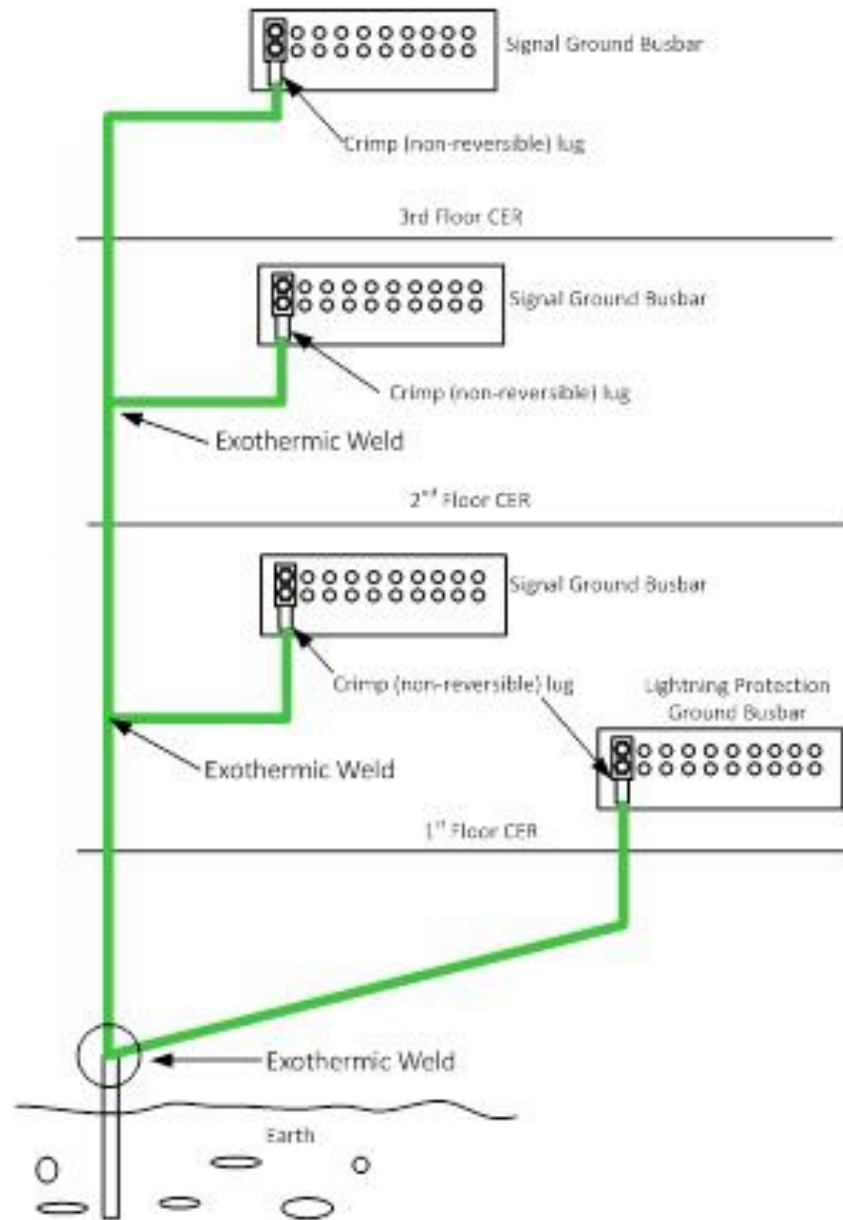 Signal Ground Busbar
Crimp (non-reversible) lug
3rd Floor CER
Signal Ground Busbar
Crimp (non-reversible) lug
Exothermic Weld
2nd Floor CER
Signal Ground Busbar
Crimp (non-reversible) lug
Lightning Protection
Ground Busbar
Exothermic Weld
1st Floor CER
Exothermic Weld
Earth